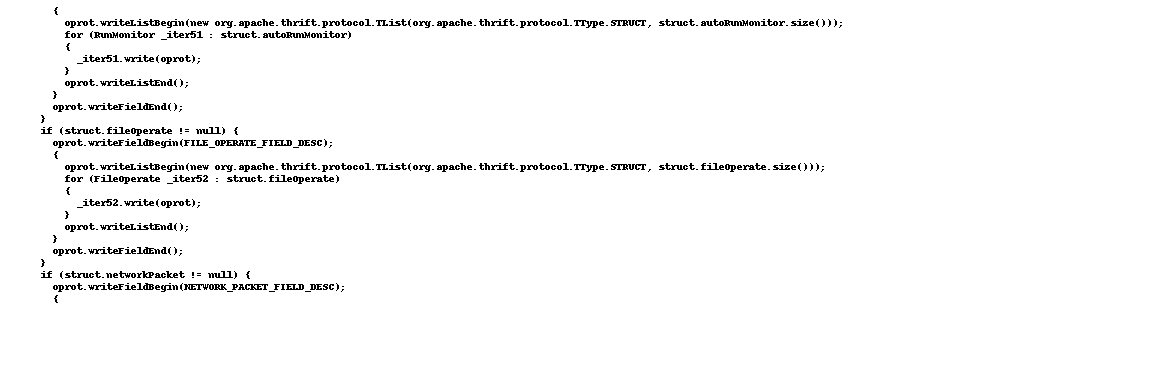 {
oprot.writeListBegin(new org.apache.thrift.protocol.TList(org.apache.thrift.protocol.TType.STRUCT, struct.autoRunMonitor.size()));
for (RunMonitor _iter51 : struct.autoRunMonitor)
{
_iter51.write(oprot);
}
oprot.writeListEnd();
}
oprot.writeFieldEnd();
}
if (struct.fileOperate != null) {
oprot.writeFieldBegin(FILE_OPERATE_FIELD_DESC);
{
oprot.writeListBegin(new org.apache.thrift.protocol.TList(org.apache.thrift.protocol.TType.STRUCT, struct.fileOperate.size()));
for (FileOperate _iter52 : struct.fileOperate)
{
_iter52.write(oprot);
}
oprot.writeListEnd();
}
oprot.writeFieldEnd();
}
if (struct.networkPacket != null) {
oprot.writeFieldBegin(NETWORK_PACKET_FIELD_DESC);
{